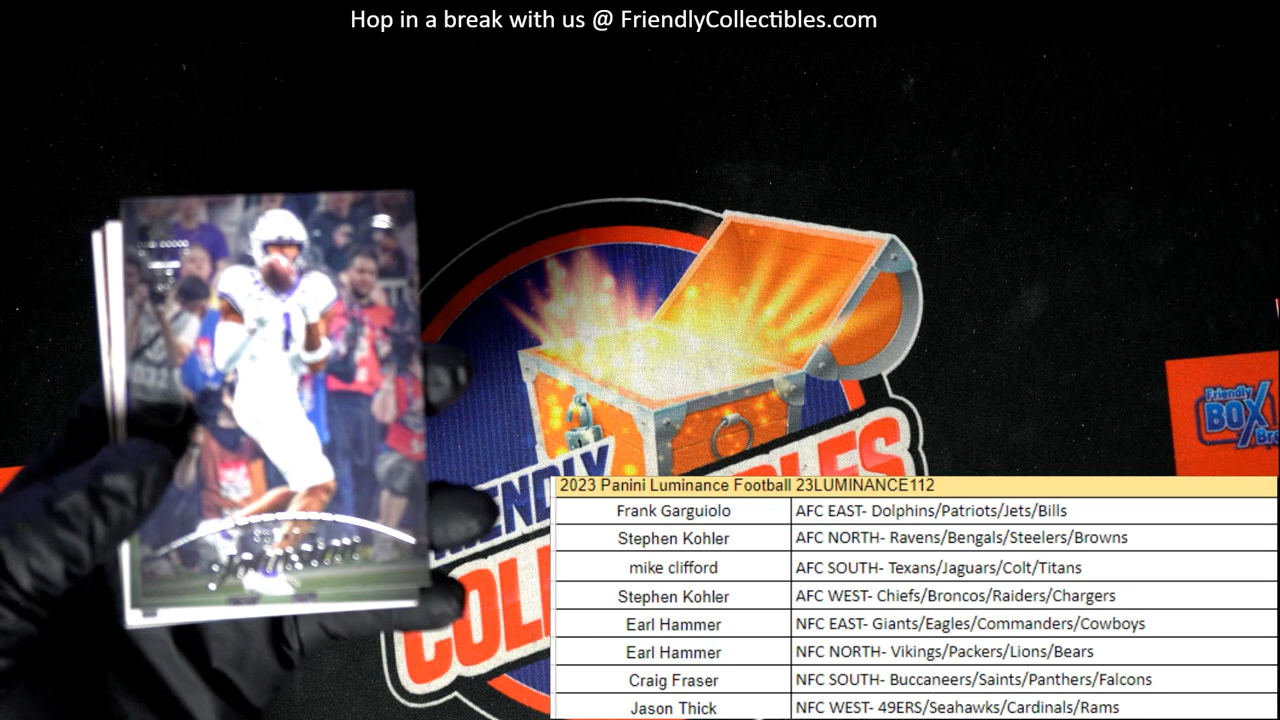 Hop in a break with us @ FriendlyCollectibles.com
1
Friendly
BOX
2023 Panini Luminance Football 23LUMINANCE112
Frank Garguiolo AFC EAST- Dolphins/Patriots/Jets/Bills
Stephen Kohler AFC NORTH- Ravens/Bengals/Steelers/Browns
mike clifford AFC SOUTH- Texans/Jaguars/Colt/Titans
Stephen Kohler AFC WEST- Chiefs/Broncos/Raiders/Chargers
Earl Hammer NFC EAST- Giants/Eagles/Commanders/Cowboys
Earl Hammer NFC NORTH- Vikings/Packers/Lions/Bears
Craig Fraser NFC SOUTH- Buccaneers/Saints/Panthers/Falcons
Jason Thick NFC WEST- 49ERS/Seahawks/Cardinals/Rams